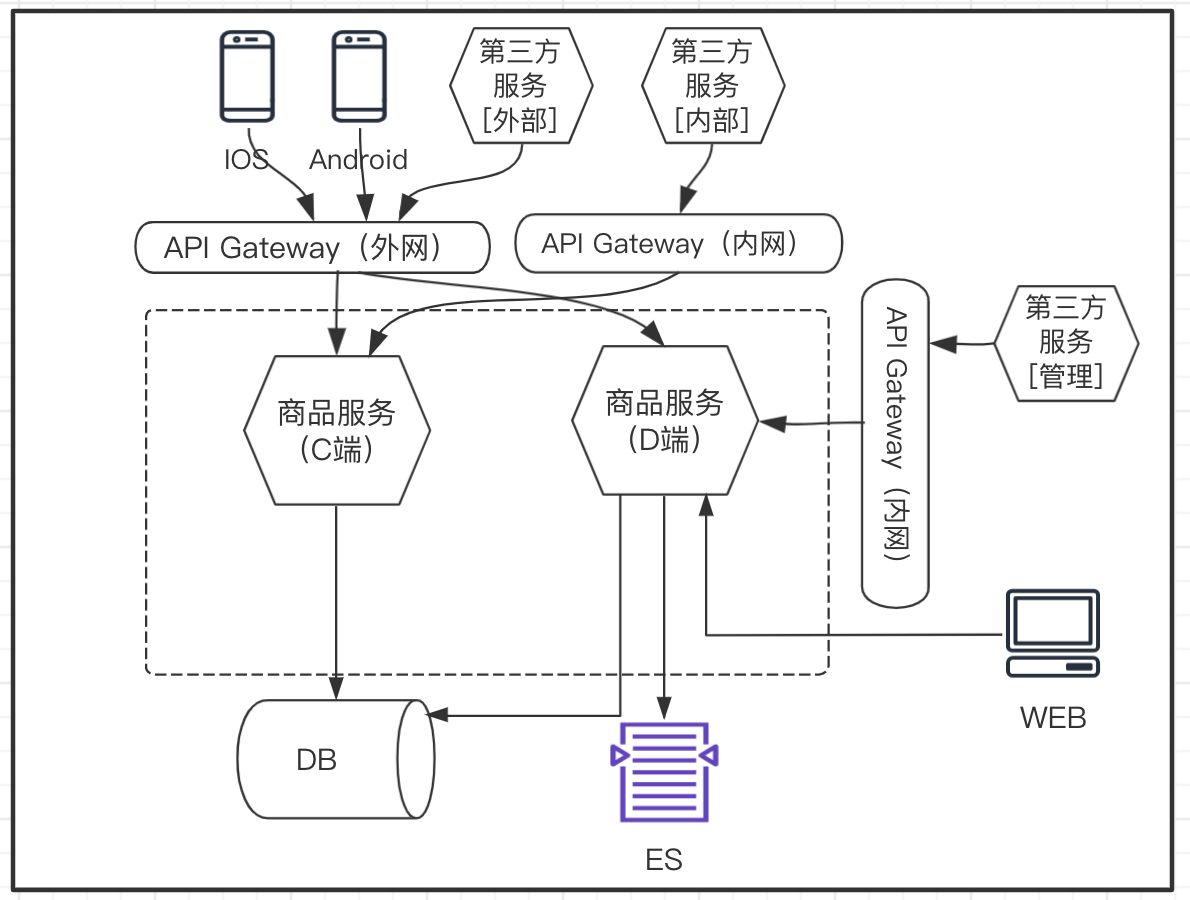 第三方
服务
[外部]
第三方
服务
[内部]
IOS
Android
API Gateway（外网）
API Gateway（内网）
API Gateway（内网）
第三方
服务
[管理]
商品服务
（C端）
商品服务
（D端）
WEB
DB
ES